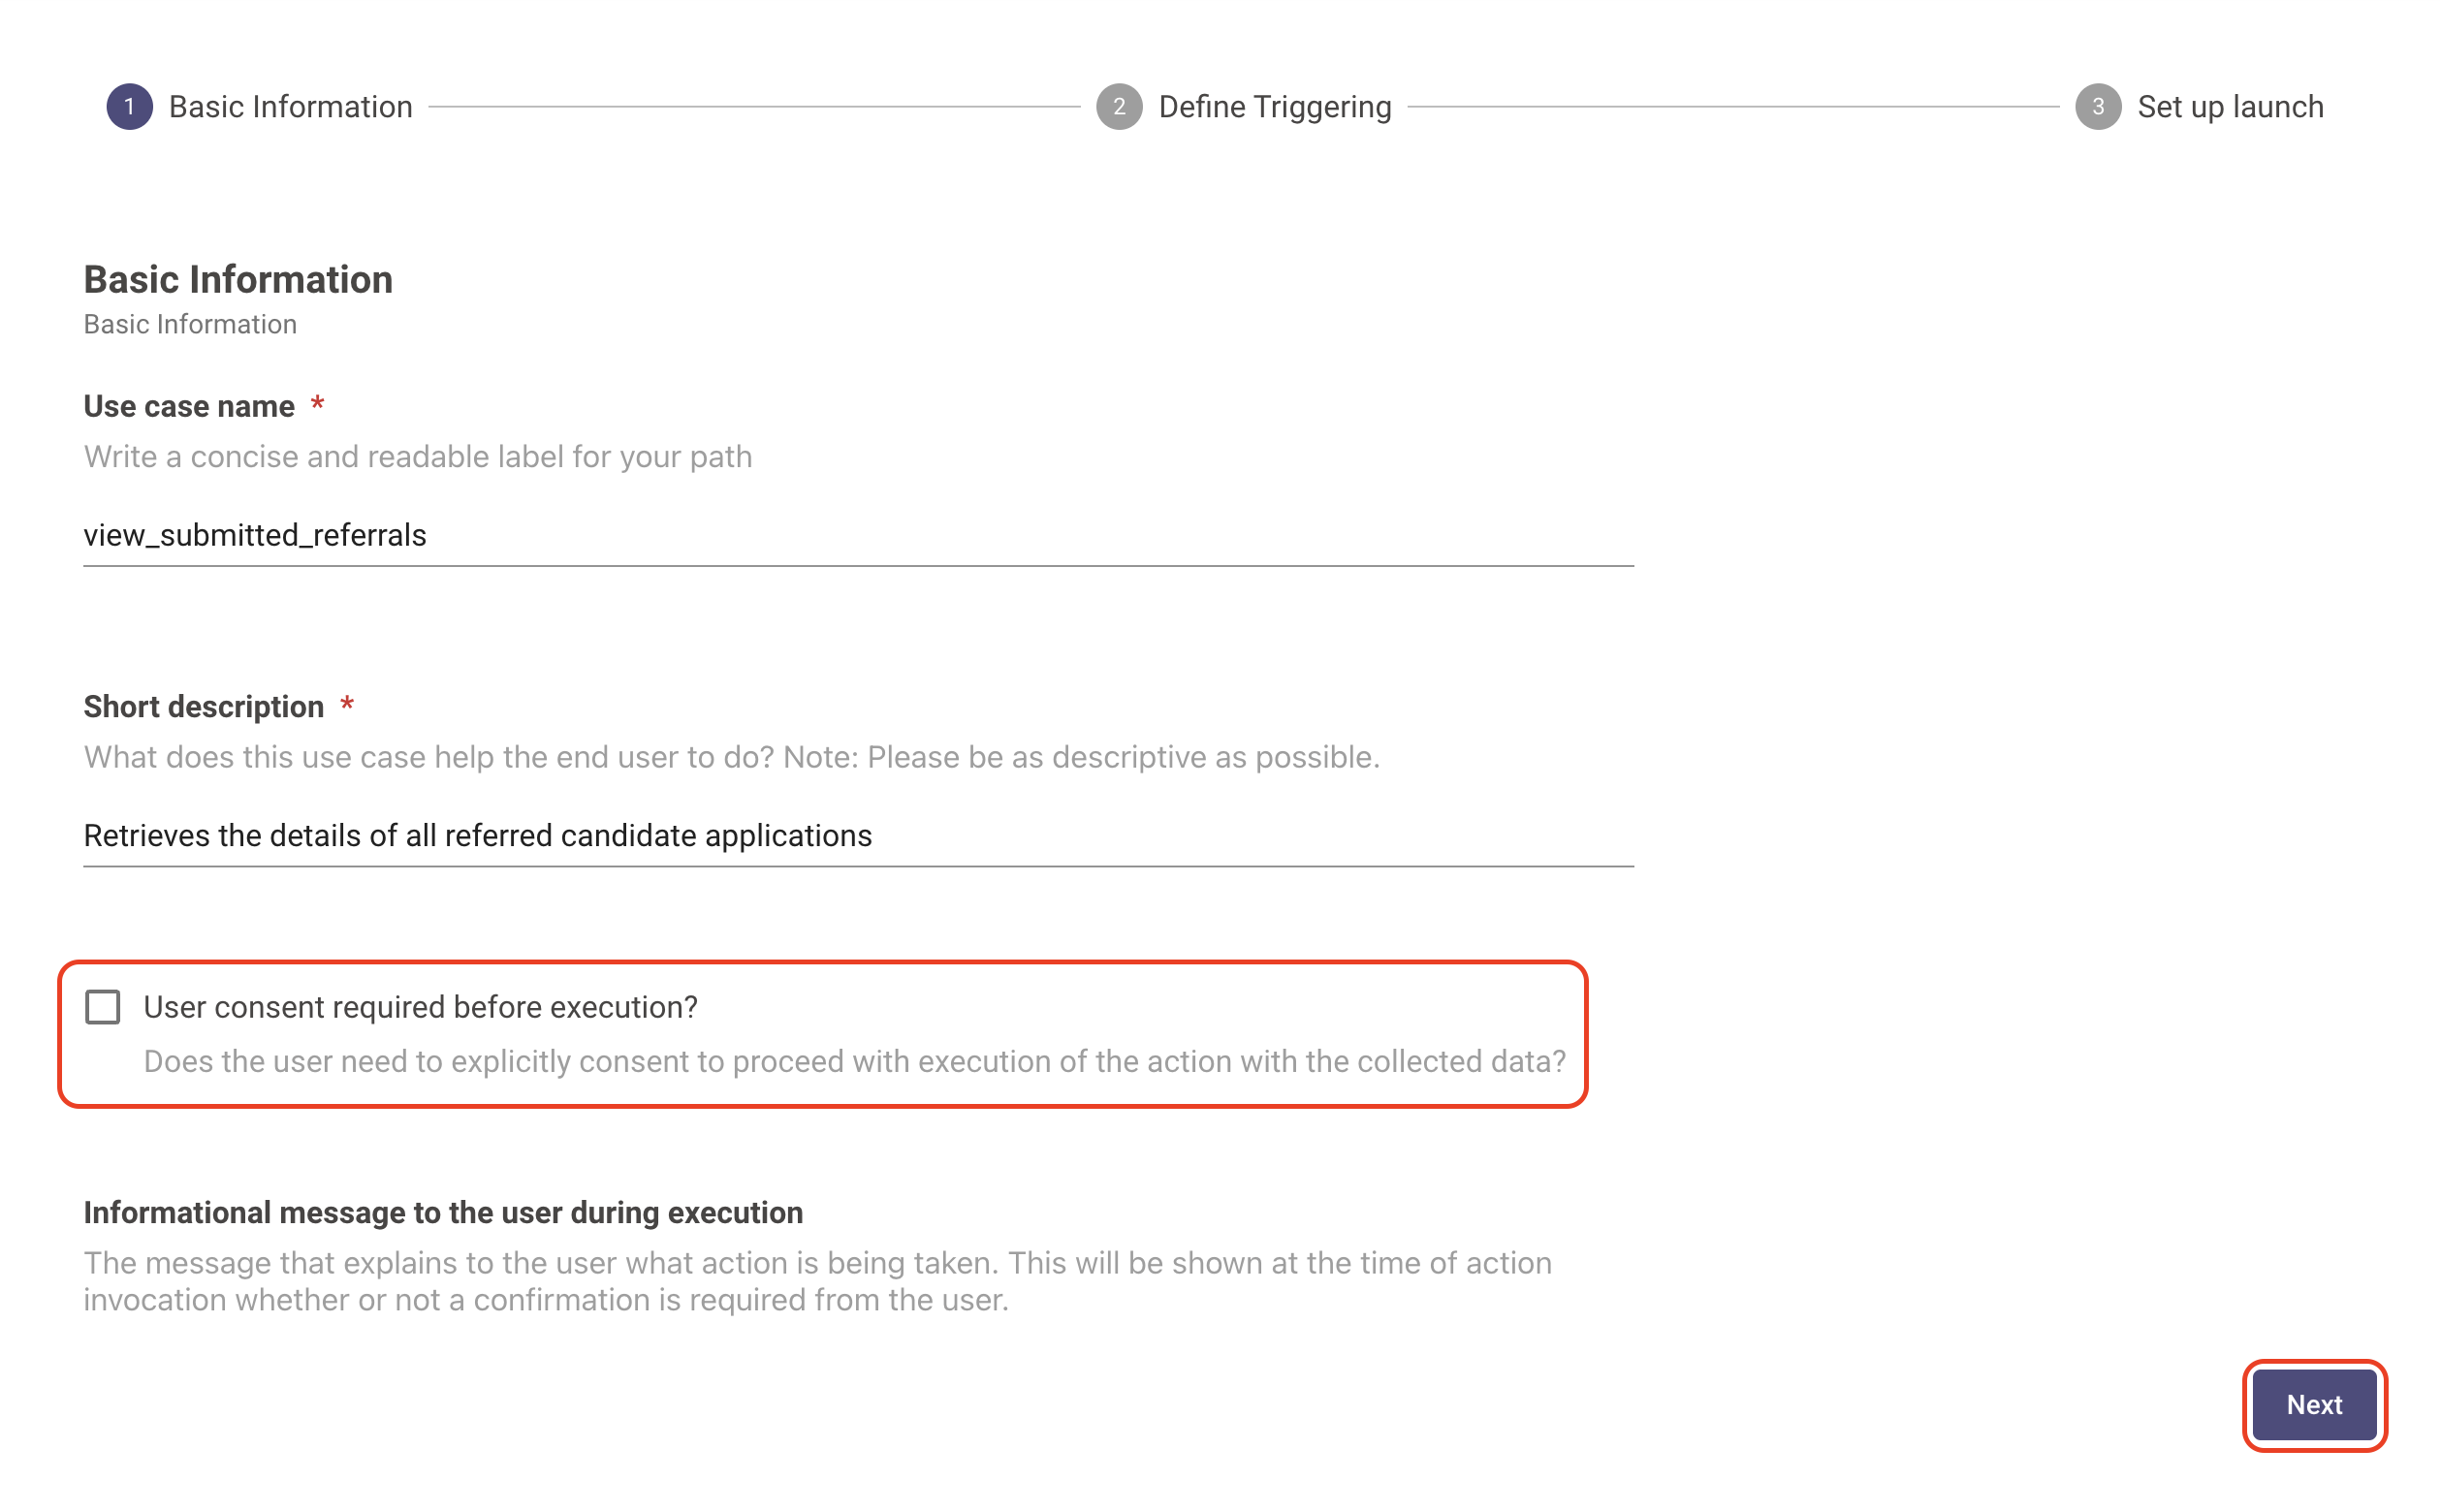 1 Basic Information 2 Define Triggering 3 Set up launch
Basic Information
Basic Information
Use case name *
Write a concise and readable label for your path
view_submitted_referrals
Short description *
What does this use case help the end user to do? Note: Please be as descriptive as possible.
Retrieves the details of all referred candidate applications
User consent required before execution?
Does the user need to explicitly consent to proceed with execution of the action with the collected data?
Informational message to the user during execution
The message that explains to the user what action is being taken. This will be shown at the time of action
invocation whether or not a confirmation is required from the user.
Next